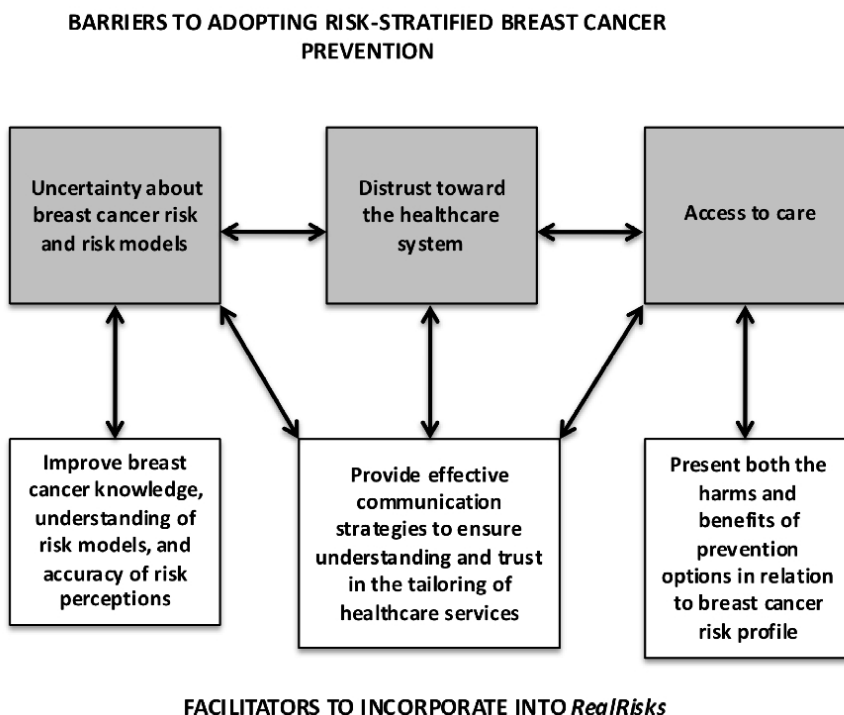 BARRIERS TO ADOPTING RISK-STRATIFIED BREAST CANCER
PREVENTION
Uncertainty about
breast cancer risk
and risk models
Distrust toward
the healthcare
system
Access to care
Improve breast
cancer knowledge,
understanding of
risk models, and
accuracy of risk
perceptions
Provide effective
communication
strategies to ensure
understanding and trust
in the tailoring of
healthcare services
Present both the
harms and
benefits of
prevention
options in relation
to breast cancer
risk profile
FACILITATORS TO INCORPORATE INTO RealRisks